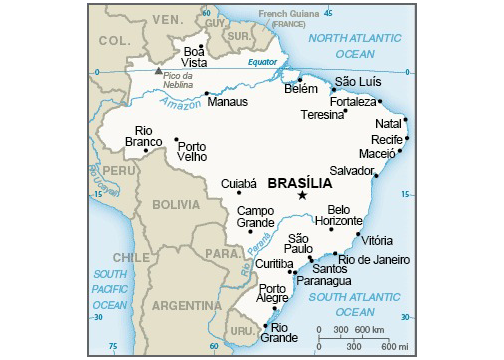 60
45
French Guiana
(FRANCE)
VEN.
GUY.
SUR.
COL.
NORTH ATLANTIC
OCEAN
Boa
Vista
Equator
0
0
Pico da
Neblina
Amazon
Manaus
Belém
São Luís
Fortaleza
Teresina
Natal
Recife
Maceió
Rio
Branco
Porto
Velho
PERU
Rio Ucayali
Salvador
15
15
Cuiabá
BRASÍLIA
BOLIVIA
Campo
Grande
Belo
Horizonte
Vitória
São
Paulo
Rio Paraná
PARA.
CHILE
Curitiba
Santos
Paranagua
Rio de Janeiro
SOUTH
PACIFIC
OCEAN
ARGENTINA
Porto
Alegre
SOUTH ATLANTIC
OCEAN
URU.
Rio
Grande
30
30
0 300 600 km
0 300 600 mi
75
60
45